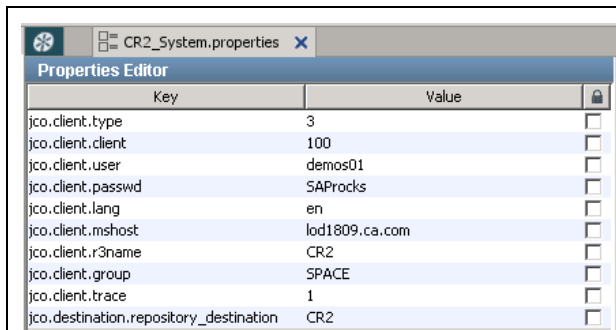 CR2_System.properties
Properties Editor
Key Value
jco.client.type 3
jco.client.client 100
jco.client.user demos01
jco.client.passwd SAProcks
jco.client.lang en
jco.client.mshost lod1809.ca.com
jco.client.r3name CR2
jco.client.group SPACE
jco.client.trace 1
jco.destination.repository_destination CR2